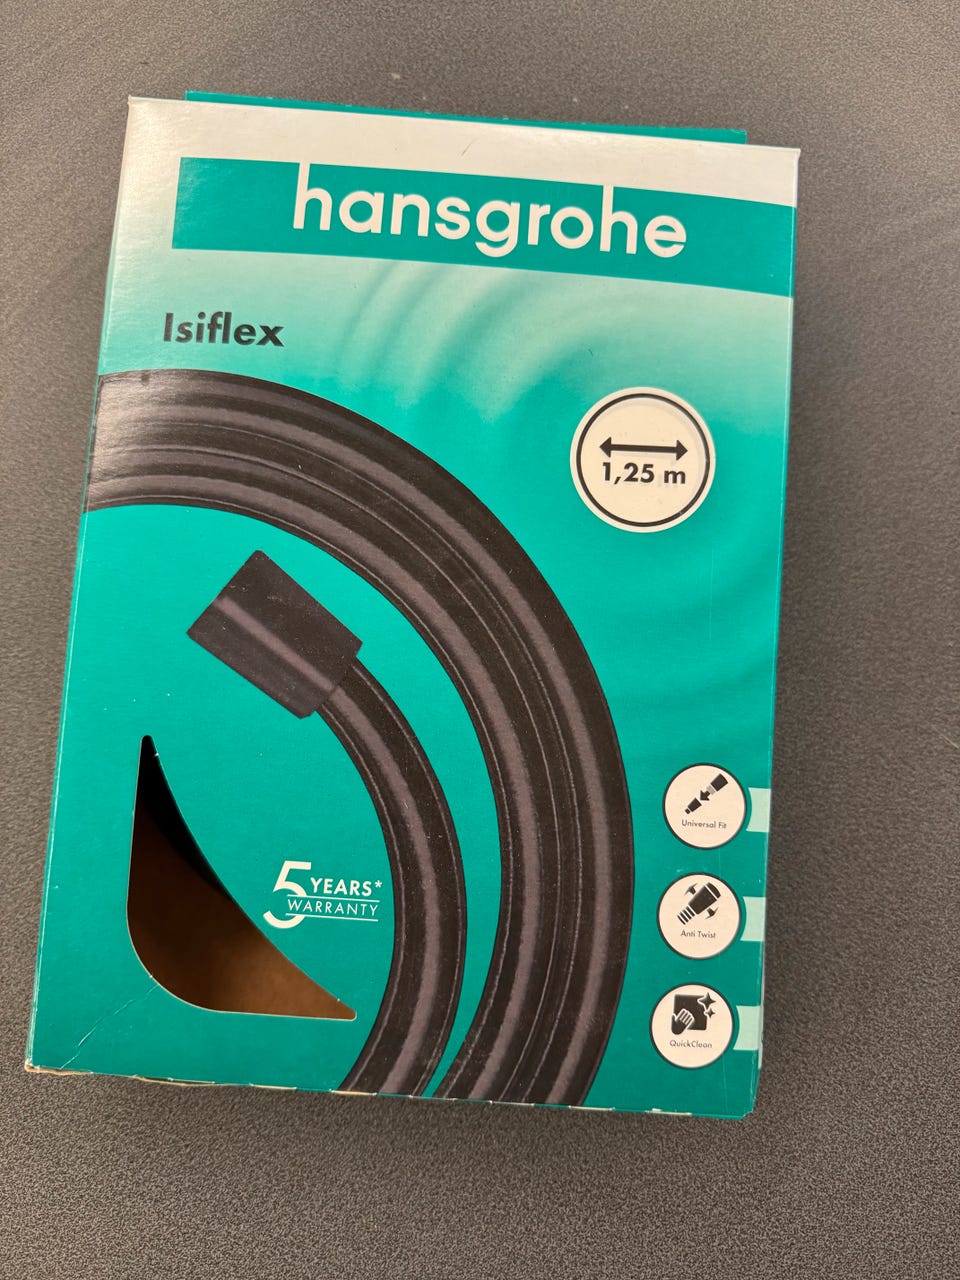 hansgrohe
Isiflex
1,25 m
Universal Fit
5 YEARS*
WARRANTY
Anti Twist
QuickClean